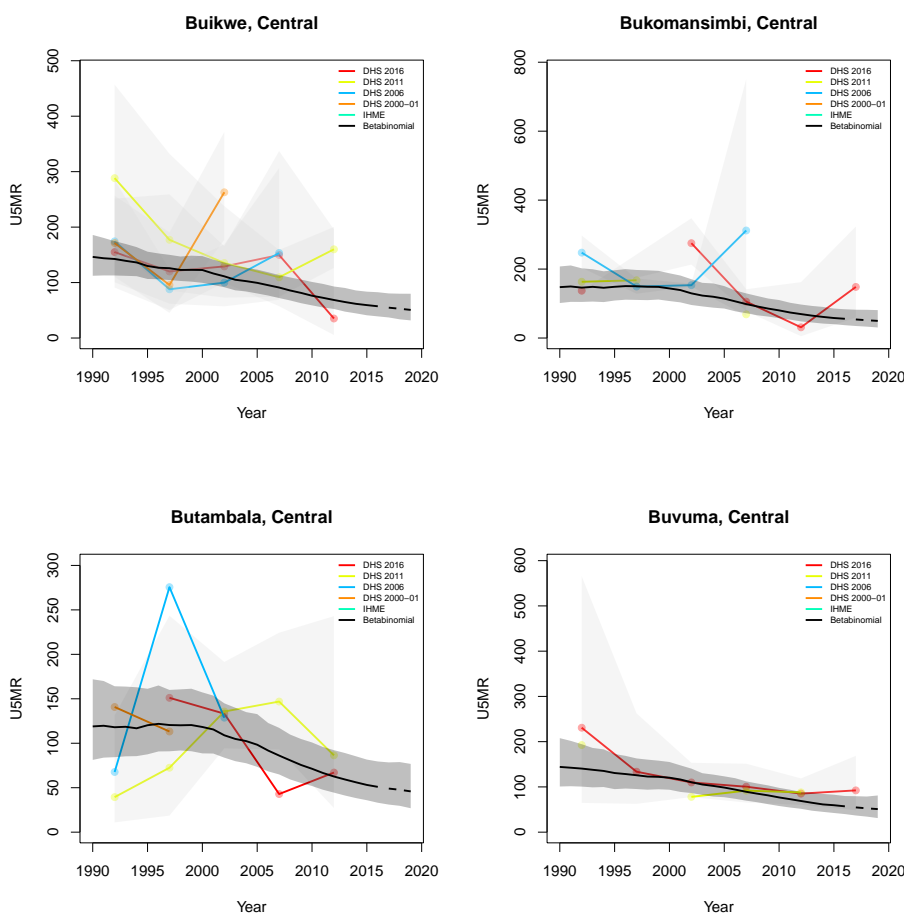 Buikwe, Central
U5MR
500
400
300
200
100
0
DHS 2016
DHS 2011
DHS 2006
DHS 2000−01
IHME
Betabinomial
1990 1995 2000 2005 2010 2015 2020
Year
Bukomansimbi, Central
U5MR
800
600
400
200
0
DHS 2016
DHS 2011
DHS 2006
DHS 2000−01
IHME
Betabinomial
1990 1995 2000 2005 2010 2015 2020
Year
Butambala, Central
U5MR
300
250
200
150
100
50
0
DHS 2016
DHS 2011
DHS 2006
DHS 2000−01
IHME
Betabinomial
1990 1995 2000 2005 2010 2015 2020
Year
Buvuma, Central
U5MR
600
500
400
300
200
100
0
DHS 2016
DHS 2011
DHS 2006
DHS 2000−01
IHME
Betabinomial
1990 1995 2000 2005 2010 2015 2020
Year